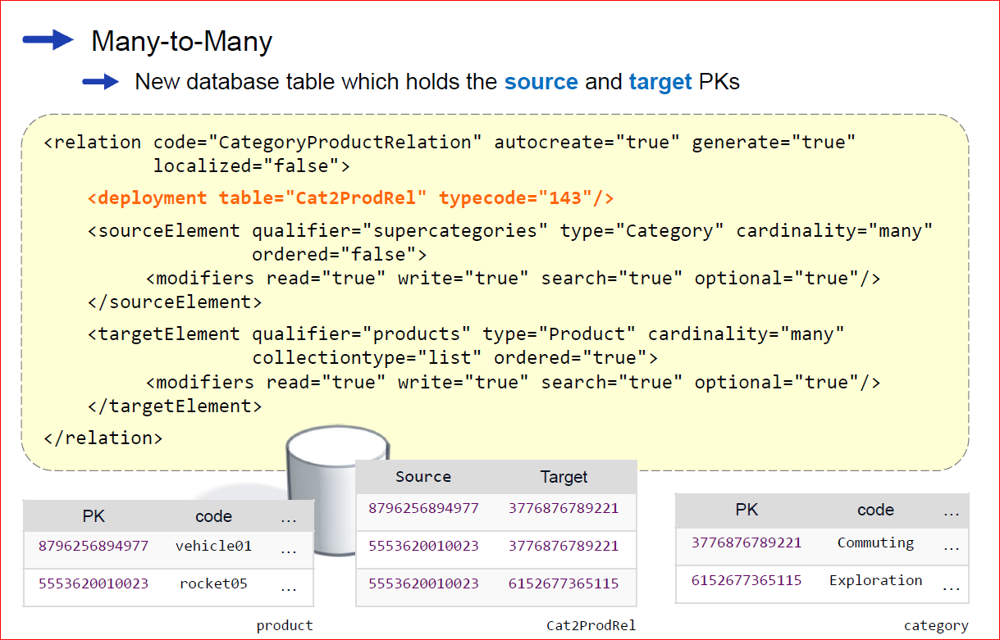 Many-to-Many
New database table which holds the source and target PKs
<relation code="CategoryProductRelation" autocreate="true" generate="true"
localized="false">
<deployment table="Cat2ProdRel" typecode="143"/>
<sourceElement qualifier="supercategories" type="Category" cardinality="many"
ordered="false">
<modifiers read="true" write="true" search="true" optional="true"/>
</sourceElement>
<targetElement qualifier="products" type="Product" cardinality="many"
collectiontype="list" ordered="true">
<modifiers read="true" write="true" search="true" optional="true"/>
</targetElement>
</relation>
PK code ...
8796256894977 vehicle01 ...
5553620010023 rocket05 ...
product
Source Target
8796256894977 3776876789221
5553620010023 3776876789221
5553620010023 6152677365115
Cat2ProdRel
PK code ...
3776876789221 Commuting ...
6152677365115 Exploration ...
category